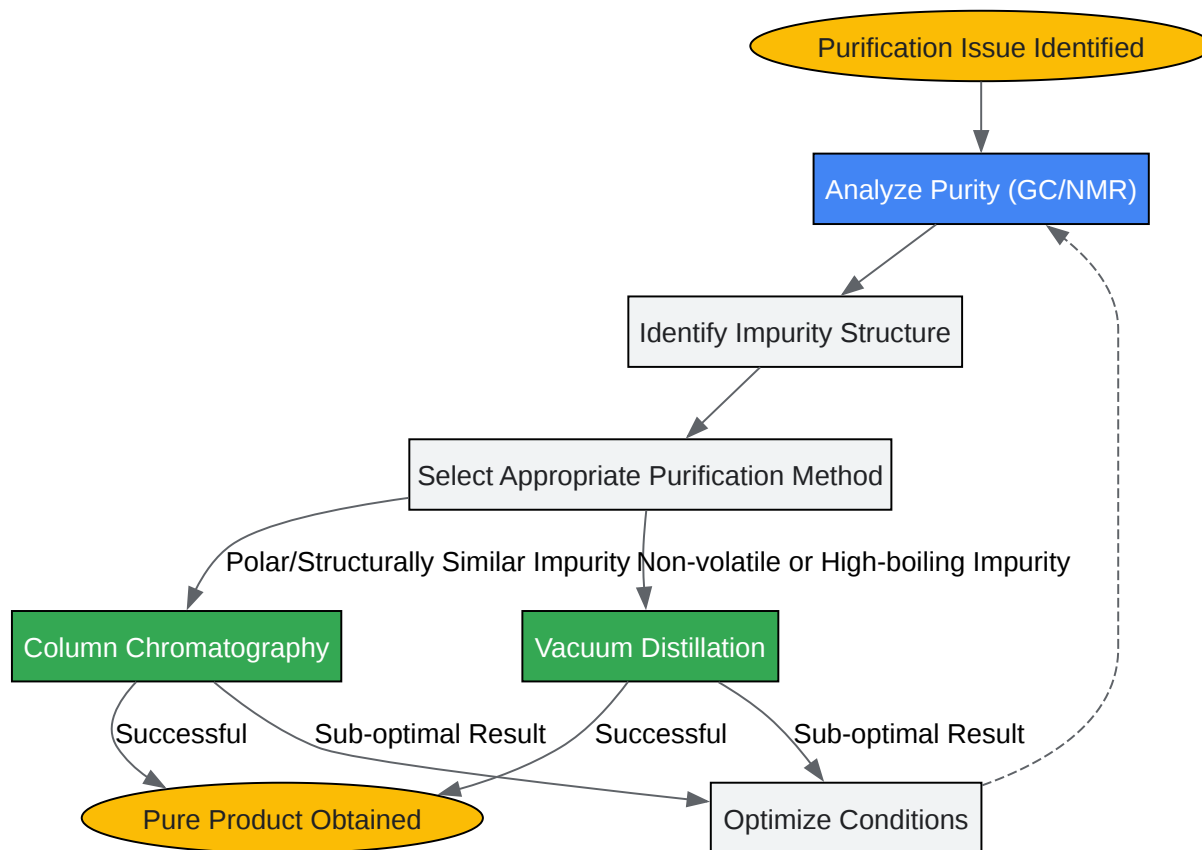 Purification Issue Identified
Analyze Purity (GC/NMR)
Identify Impurity Structure
Select Appropriate Purification Method
Polar/Structurally Similar Impurity
Non-volatile or High-boiling Impurity
Column Chromatography
Vacuum Distillation
Successful
Sub-optimal Result
Successful
Sub-optimal Result
Pure Product Obtained
Optimize Conditions